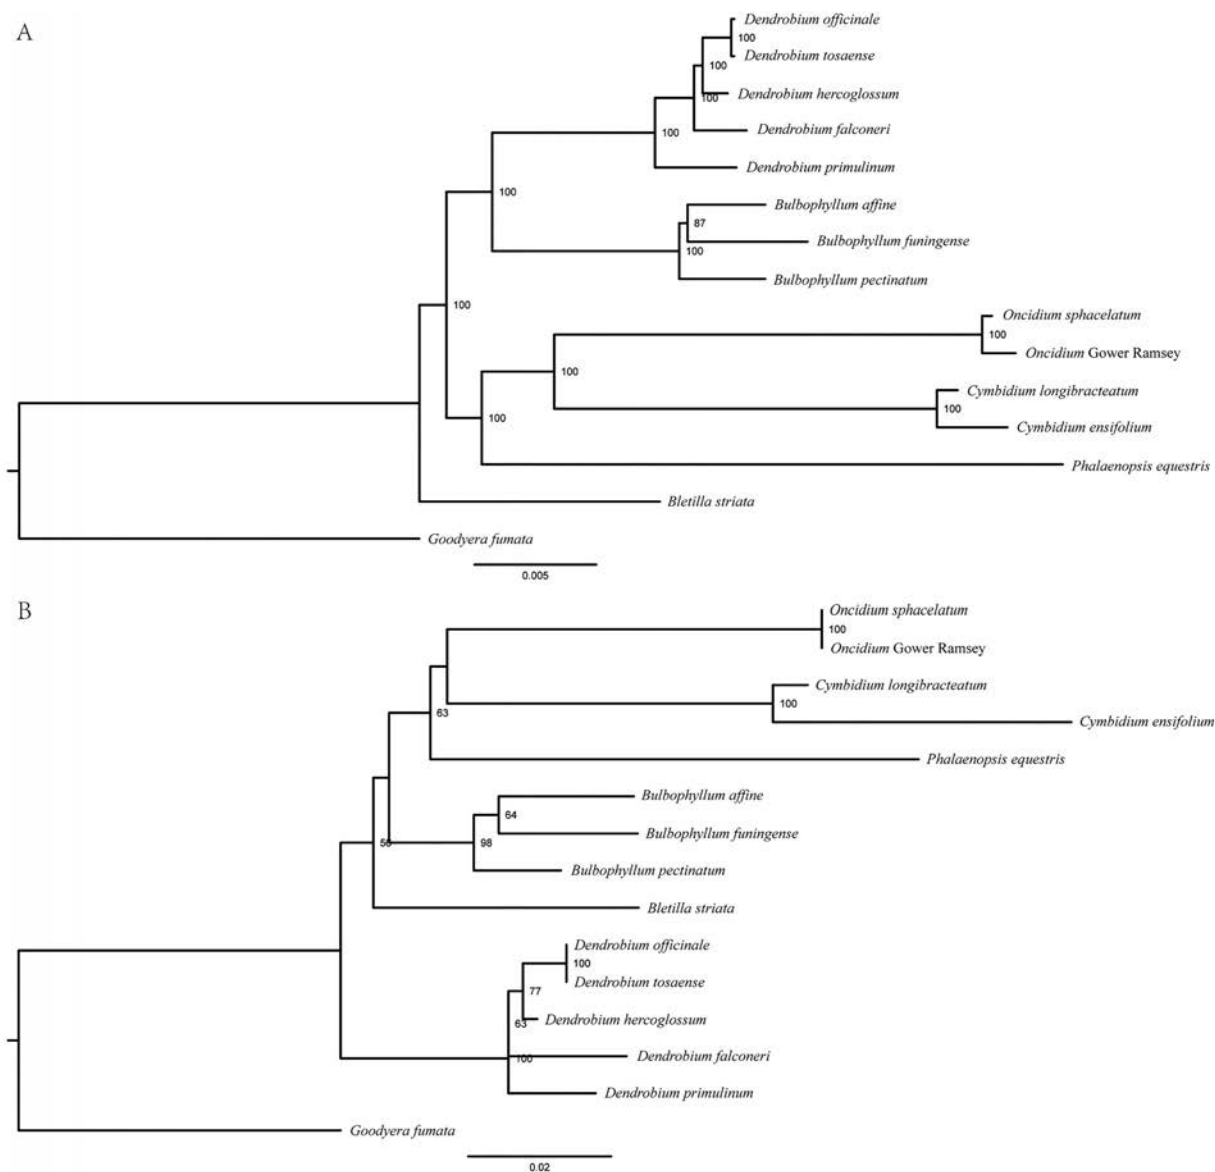 A
Dendrobium officinale
100
Dendrobium tosaense
100
Dendrobium hercoglossum
100
Dendrobium falconeri
100
Dendrobium primulinum
100
Bulbophyllum affine
87
Bulbophyllum funingense
100
Bulbophyllum pectinatum
100
Oncidium sphacelatum
100
Oncidium Gower Ramsey
100
Cymbidium longibracteatum
100
100
Cymbidium ensifolium
Phalaenopsis equestris
Bletilla striata
Goodyera fumata
0.005
B
Oncidium sphacelatum
100
Oncidium Gower Ramsey
Cymbidium longibracteatum
100
63
Cymbidium ensifolium
Phalaenopsis equestris
Bulbophyllum affine
64
Bulbophyllum funingense
56
98
Bulbophyllum pectinatum
Bletilla striata
Dendrobium officinale
100
Dendrobium tosaense
77
Dendrobium hercoglossum
63
Dendrobium falconeri
100
Dendrobium primulinum
Goodyera fumata
0.02